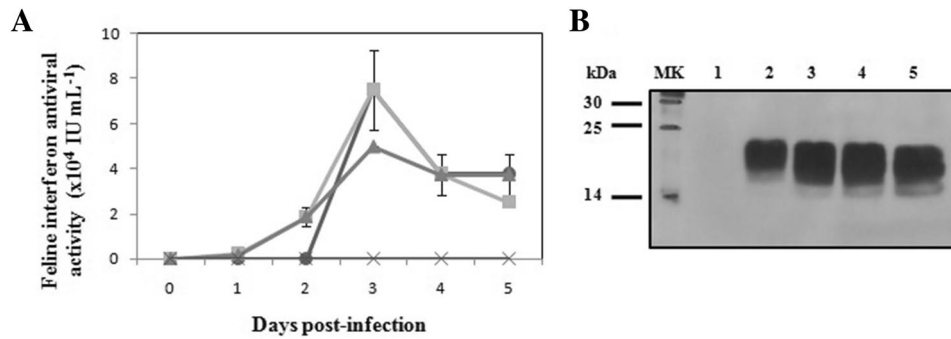 A
Feline interferon antiviral
activity (x10⁴ IU mL⁻¹)
10
8
6
4
2
0
0 1 2 3 4 5
Days post-infection
B
kDa MK 1 2 3 4 5
30
25
14